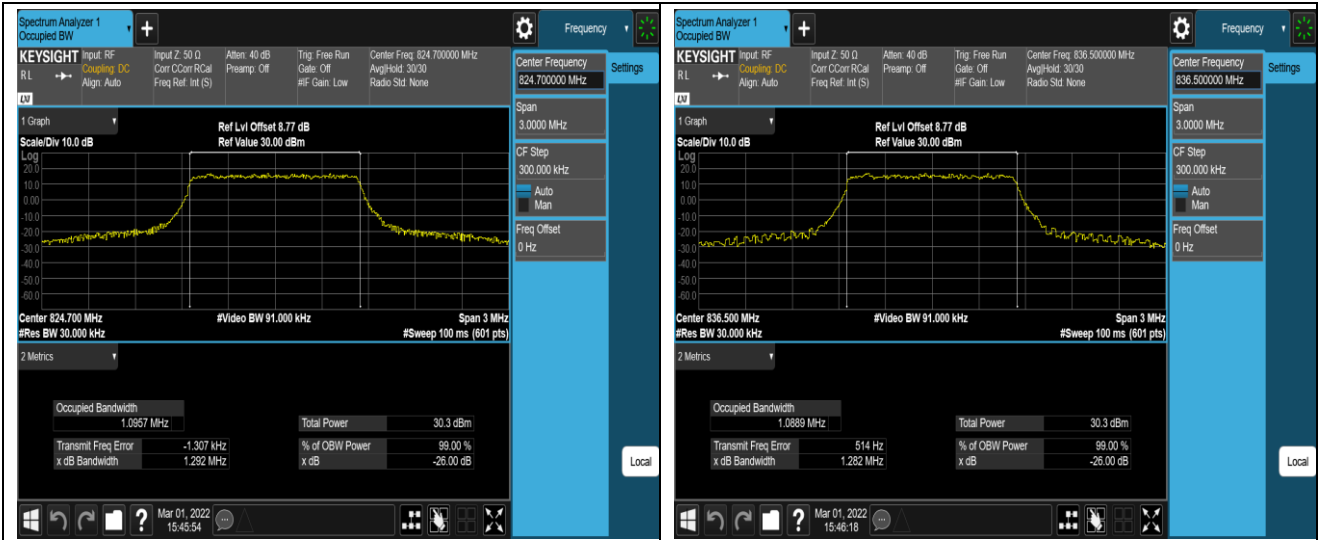 Spectrum Analyzer 1
Occupied BW
+
Frequency
KEYSIGHT
RL
LXI
Input: RF
Coupling: DC
Align: Auto
Input Z: 50 Ω
Corr CCorr RCal
Freq Ref: Int (S)
Atten: 40 dB
Preamp: Off
Trig: Free Run
Gate: Off
#IF Gain: Low
Center Freq: 824.700000 MHz
Avg|Hold: 30/30
Radio Std: None
Center Frequency
824.700000 MHz
Settings
Span
3.0000 MHz
CF Step
300.000 kHz
Auto
Man
Freq Offset
0 Hz
1 Graph
Scale/Div 10.0 dB
Ref Lvl Offset 8.77 dB
Ref Value 30.00 dBm
Log
20.0
10.0
0.00
-10.0
-20.0
-30.0
-40.0
-50.0
-60.0
Center 824.700 MHz
#Video BW 91.000 kHz
Span 3 MHz
#Res BW 30.000 kHz
#Sweep 100 ms (601 pts)
2 Metrics
Occupied Bandwidth
1.0957 MHz
Total Power 30.3 dBm
Transmit Freq Error -1.307 kHz
% of OBW Power 99.00 %
x dB Bandwidth 1.292 MHz
x dB -26.00 dB
Local
?
Mar 01, 2022
15:45:54
Spectrum Analyzer 1
Occupied BW
+
Frequency
KEYSIGHT
RL
LXI
Input: RF
Coupling: DC
Align: Auto
Input Z: 50 Ω
Corr CCorr RCal
Freq Ref: Int (S)
Atten: 40 dB
Preamp: Off
Trig: Free Run
Gate: Off
#IF Gain: Low
Center Freq: 836.500000 MHz
Avg|Hold: 30/30
Radio Std: None
Center Frequency
836.500000 MHz
Settings
Span
3.0000 MHz
CF Step
300.000 kHz
Auto
Man
Freq Offset
0 Hz
1 Graph
Scale/Div 10.0 dB
Ref Lvl Offset 8.77 dB
Ref Value 30.00 dBm
Log
20.0
10.0
0.00
-10.0
-20.0
-30.0
-40.0
-50.0
-60.0
Center 836.500 MHz
#Video BW 91.000 kHz
Span 3 MHz
#Res BW 30.000 kHz
#Sweep 100 ms (601 pts)
2 Metrics
Occupied Bandwidth
1.0889 MHz
Total Power 30.3 dBm
Transmit Freq Error 514 Hz
% of OBW Power 99.00 %
x dB Bandwidth 1.282 MHz
x dB -26.00 dB
Local
?
Mar 01, 2022
15:46:18